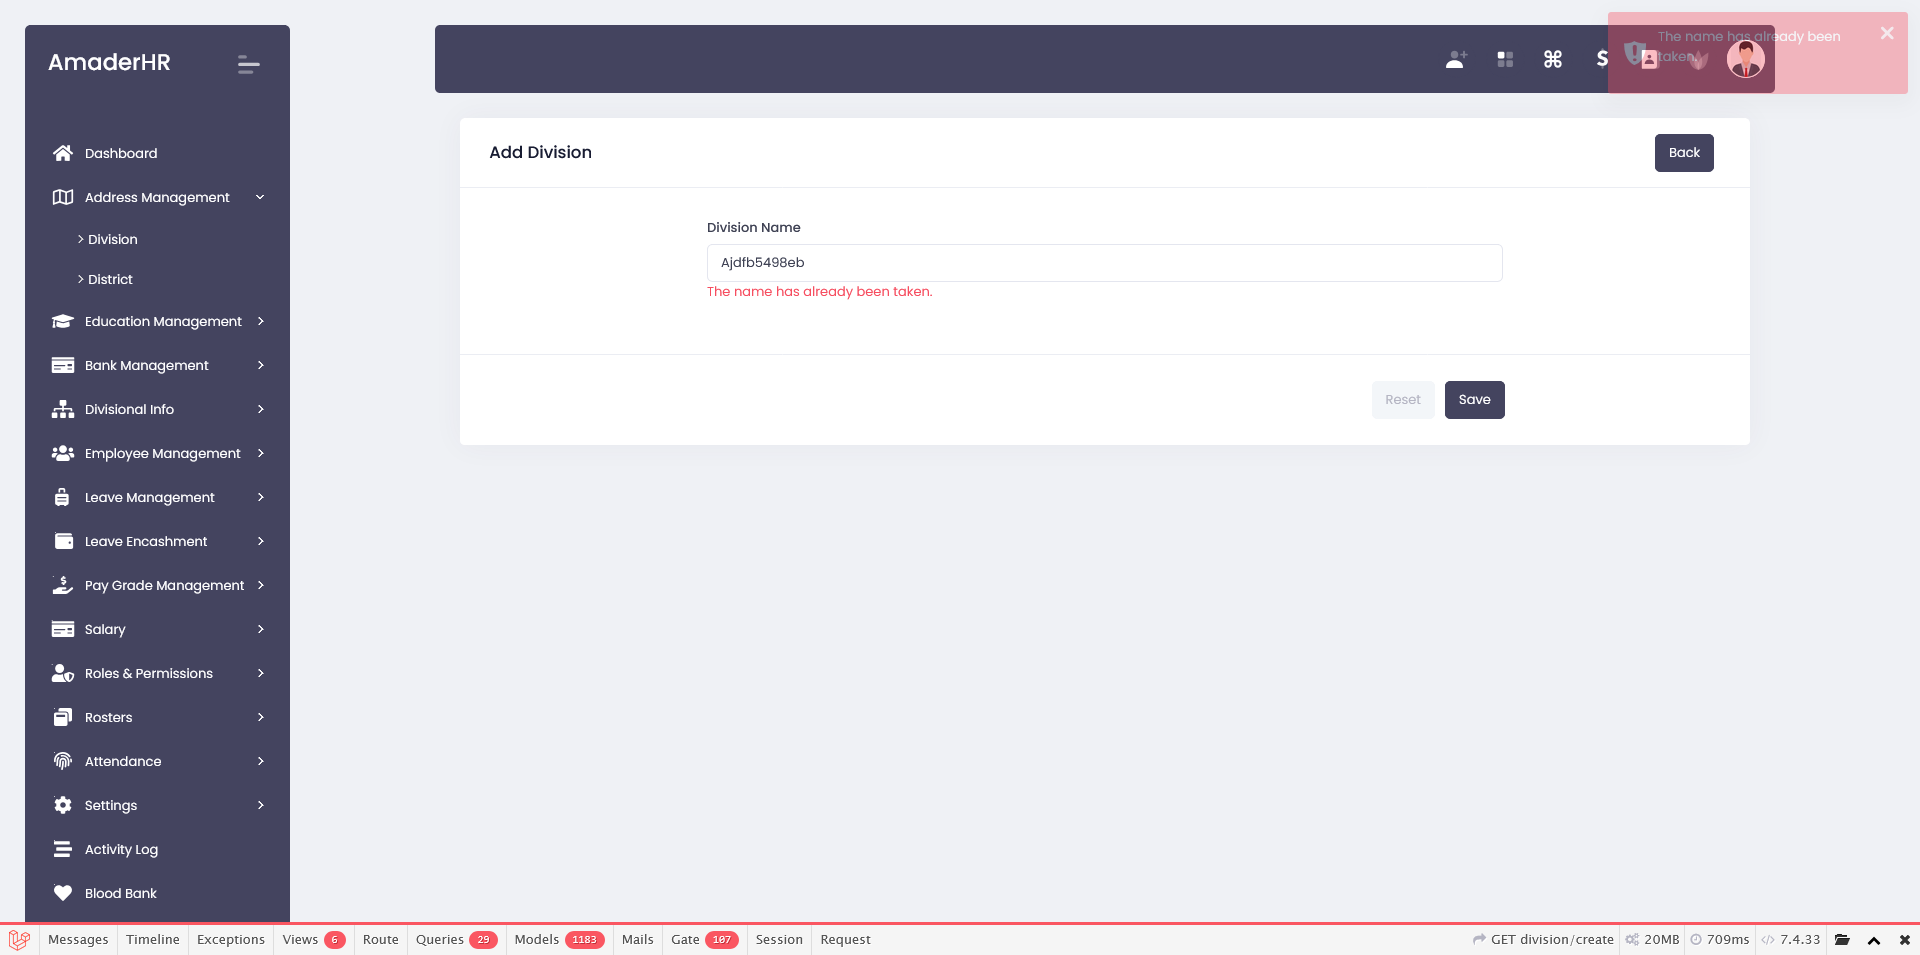 AmaderHR
The name has already been
taken.
Dashboard
Address Management
Division
District
Education Management
Bank Management
Divisional Info
Employee Management
Leave Management
Leave Encashment
Pay Grade Management
Salary
Roles & Permissions
Rosters
Attendance
Settings
Activity Log
Blood Bank
Add Division
Back
Division Name
Ajdfb5498eb
The name has already been taken.
Reset
Save
Messages Timeline Exceptions Views 6 Route Queries 29 Models 1183 Mails Gate 107 Session Request GET division/create 20MB 709ms 7.4.33